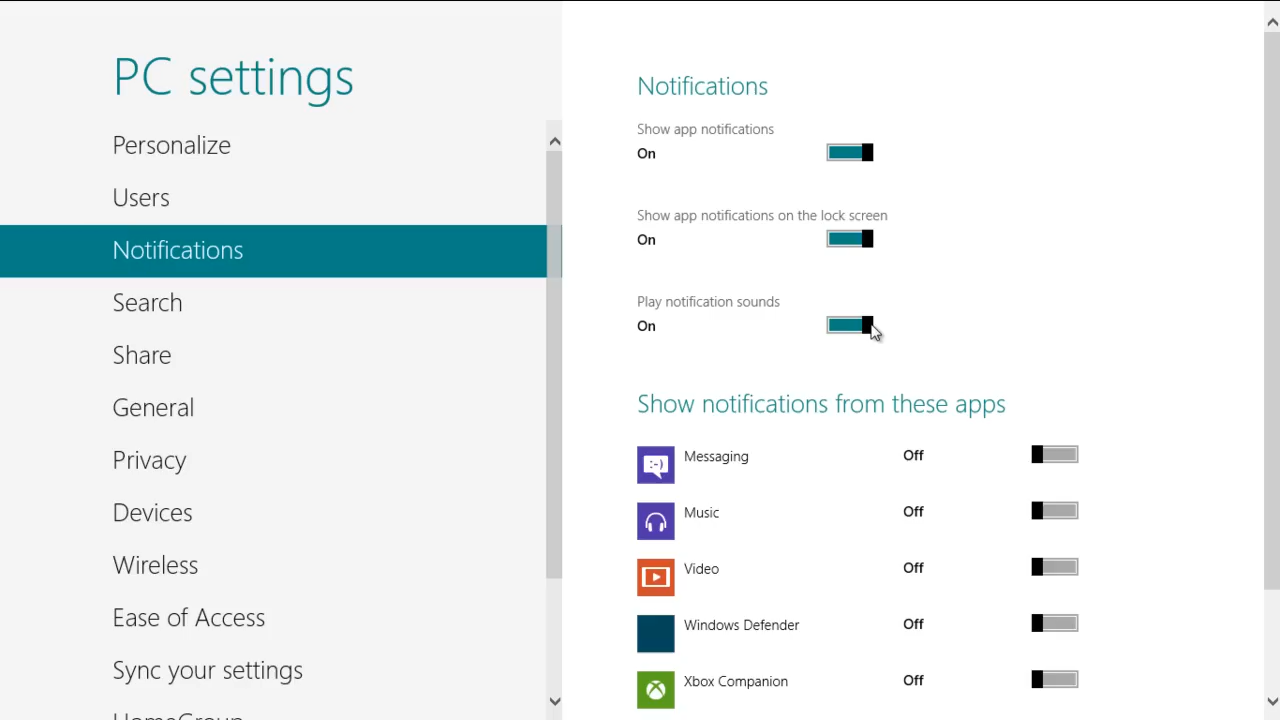 PC settings
Personalize
Users
Notifications
Search
Share
General
Privacy
Devices
Wireless
Ease of Access
Sync your settings
HomeGroup
Notifications
Show app notifications
On
Show app notifications on the lock screen
On
Play notification sounds
On
Show notifications from these apps
Messaging Off
Music Off
Video Off
Windows Defender Off
Xbox Companion Off